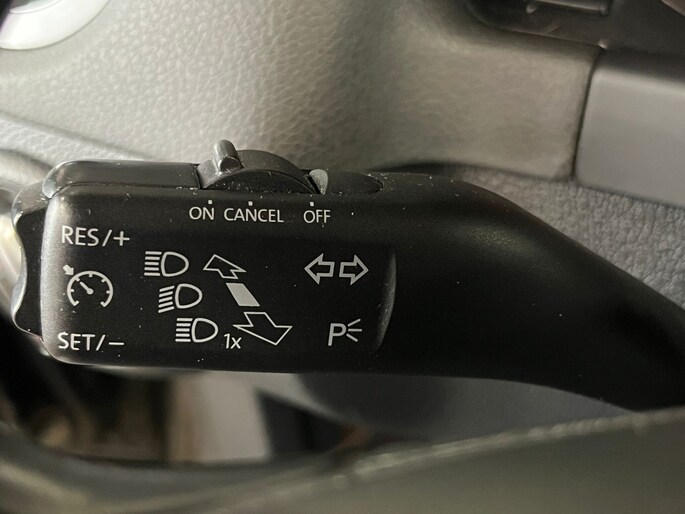 ON CANCEL OFF
RES/+
1x
SET/-
P